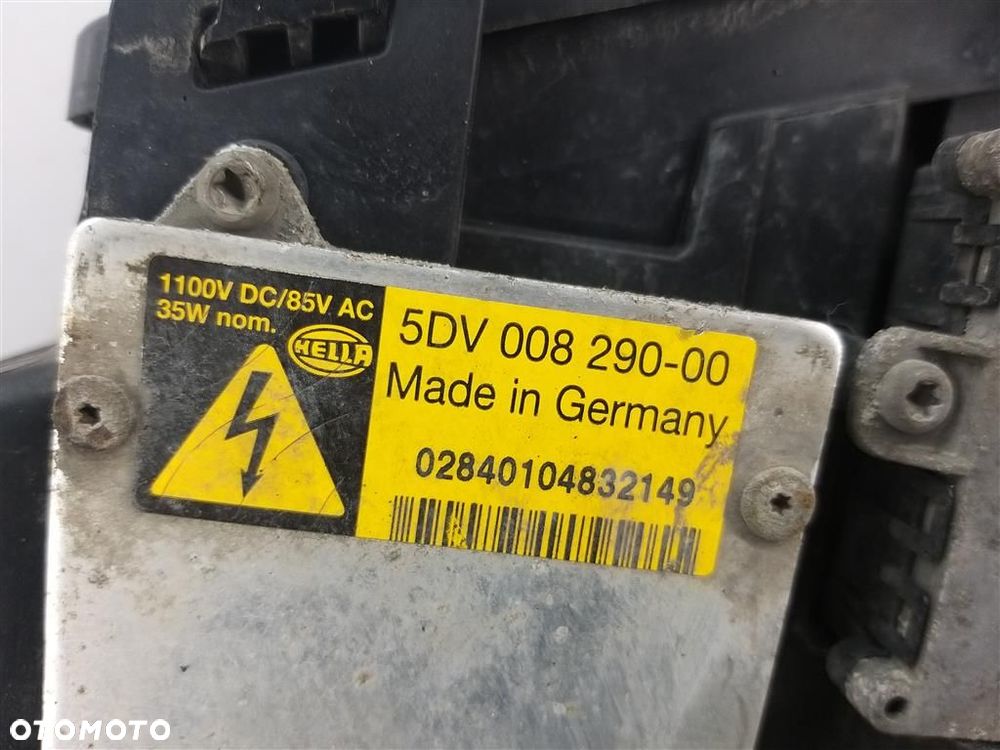 1100V DC/85V AC
35W nom.
HELLA
5DV 008 290-00
Made in Germany
02840104832149
OTOMOTO